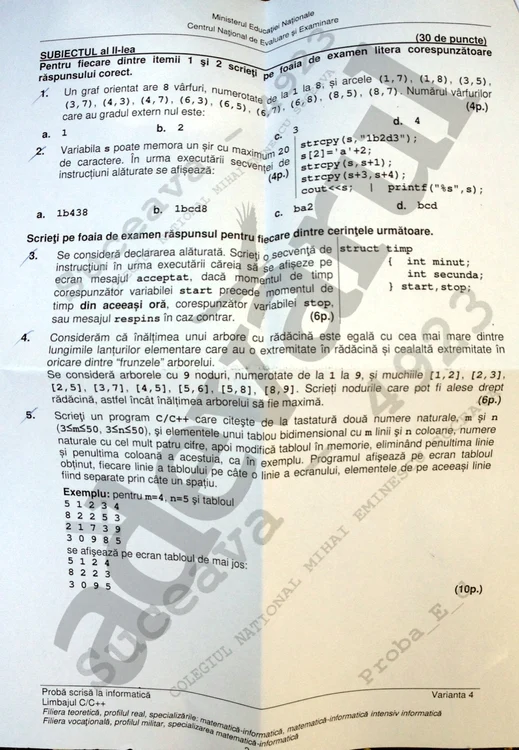 Ministerul Educației Naționale
Centrul Național de Evaluare și Examinare
SUBIECTUL al II-lea
(30 de puncte)
Pentru fiecare dintre itemii 1 și 2 scrieți pe foaia de examen litera corespunzătoare
răspunsului corect.
1. Un graf orientat are 8 vârfuri, numerotate de la 1 la 8, și arcele (1,7), (1,8), (3,5),
(3,7), (4,3), (4,7), (6,3), (6,5), (6,7), (6,8), (8,5), (8,7). Numărul vârfurilor
care au gradul extern nul este:
(4p.)
a. 1
b. 2
c. 3
d. 4
2. Variabila s poate memora un șir cu maximum 20
de caractere. În urma executării secvenței de
instrucțiuni alăturate se afișează:
(4p.)
strcpy(s,"1b2d3");
s[2]='a'+2;
strcpy(s,s+1);
strcpy(s+3,s+4);
cout<<s; | printf("%s",s);
a. 1b438
b. 1bcd8
c. ba2
d. bcd
Scrieți pe foaia de examen răspunsul pentru fiecare dintre cerințele următoare.
3. Se consideră declararea alăturată. Scrieți o secvență de
instrucțiuni în urma executării căreia să se afișeze pe
ecran mesajul acceptat, dacă momentul de timp
corespunzător variabilei start precede momentul de
timp din aceeași oră, corespunzător variabilei stop,
sau mesajul respins în caz contrar. (6p.)
struct timp
{ int minut;
int secunda;
} start,stop;
4. Considerăm că înălțimea unui arbore cu rădăcină este egală cu cea mai mare dintre
lungimile lanțurilor elementare care au o extremitate în rădăcină și cealaltă extremitate în
oricare dintre "frunzele" arborelui.
Se consideră arborele cu 9 noduri, numerotate de la 1 la 9, și muchiile [1,2], [2,3],
[2,5], [3,7], [4,5], [5,6], [5,8], [8,9]. Scrieți nodurile care pot fi alese drept
rădăcină, astfel încât înălțimea arborelui să fie maximă. (6p.)
5. Scrieți un program C/C++ care citește de la tastatură două numere naturale, m și n
(3≤m≤50, 3≤n≤50), și elementele unui tablou bidimensional cu m linii și n coloane, numere
naturale cu cel mult patru cifre, apoi modifică tabloul în memorie, eliminând penultima linie
și penultima coloană a acestuia, ca în exemplu. Programul afișează pe ecran tabloul
obținut, fiecare linie a tabloului pe câte o linie a ecranului, elementele de pe aceeași linie
fiind separate prin câte un spațiu.
Exemplu: pentru m=4, n=5 și tabloul
5 1 2 3 4
8 2 2 5 3
2 1 7 3 9
3 0 9 8 5
se afișează pe ecran tabloul de mai jos:
5 1 2 4
8 2 2 3
3 0 9 5
(10p.)
adevărul
Suceava
4923
COLEGIUL NAȚIONAL MIHAI EMINESCU SUCEAVA
Proba_E_d
Probă scrisă la informatică
Limbajul C/C++
Varianta 4
Filiera teoretică, profilul real, specializările: matematică-informatică, matematică-informatică intensiv informatică
Filiera vocațională, profilul militar, specializarea matematică-informatică